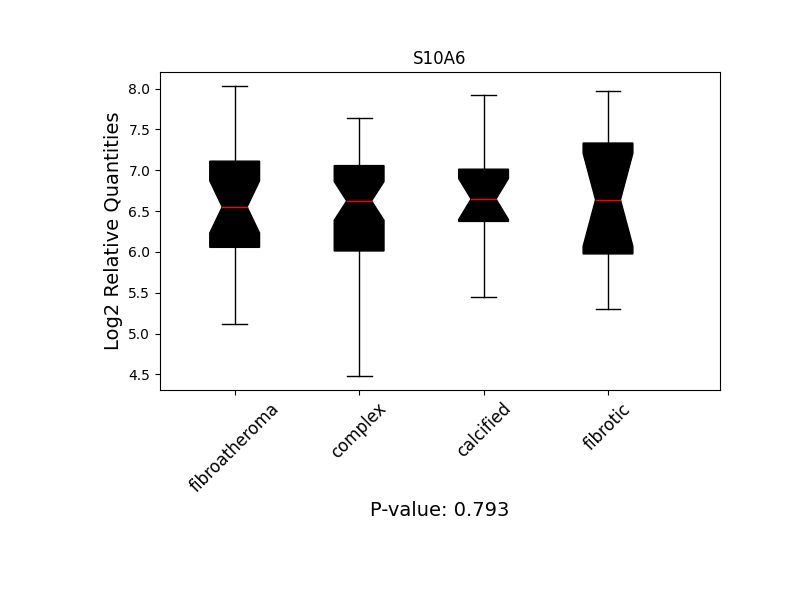 S10A6
Log2 Relative Quantities
8.0
7.5
7.0
6.5
6.0
5.5
5.0
4.5
fibroatheroma
complex
calcified
fibrotic
P-value: 0.793